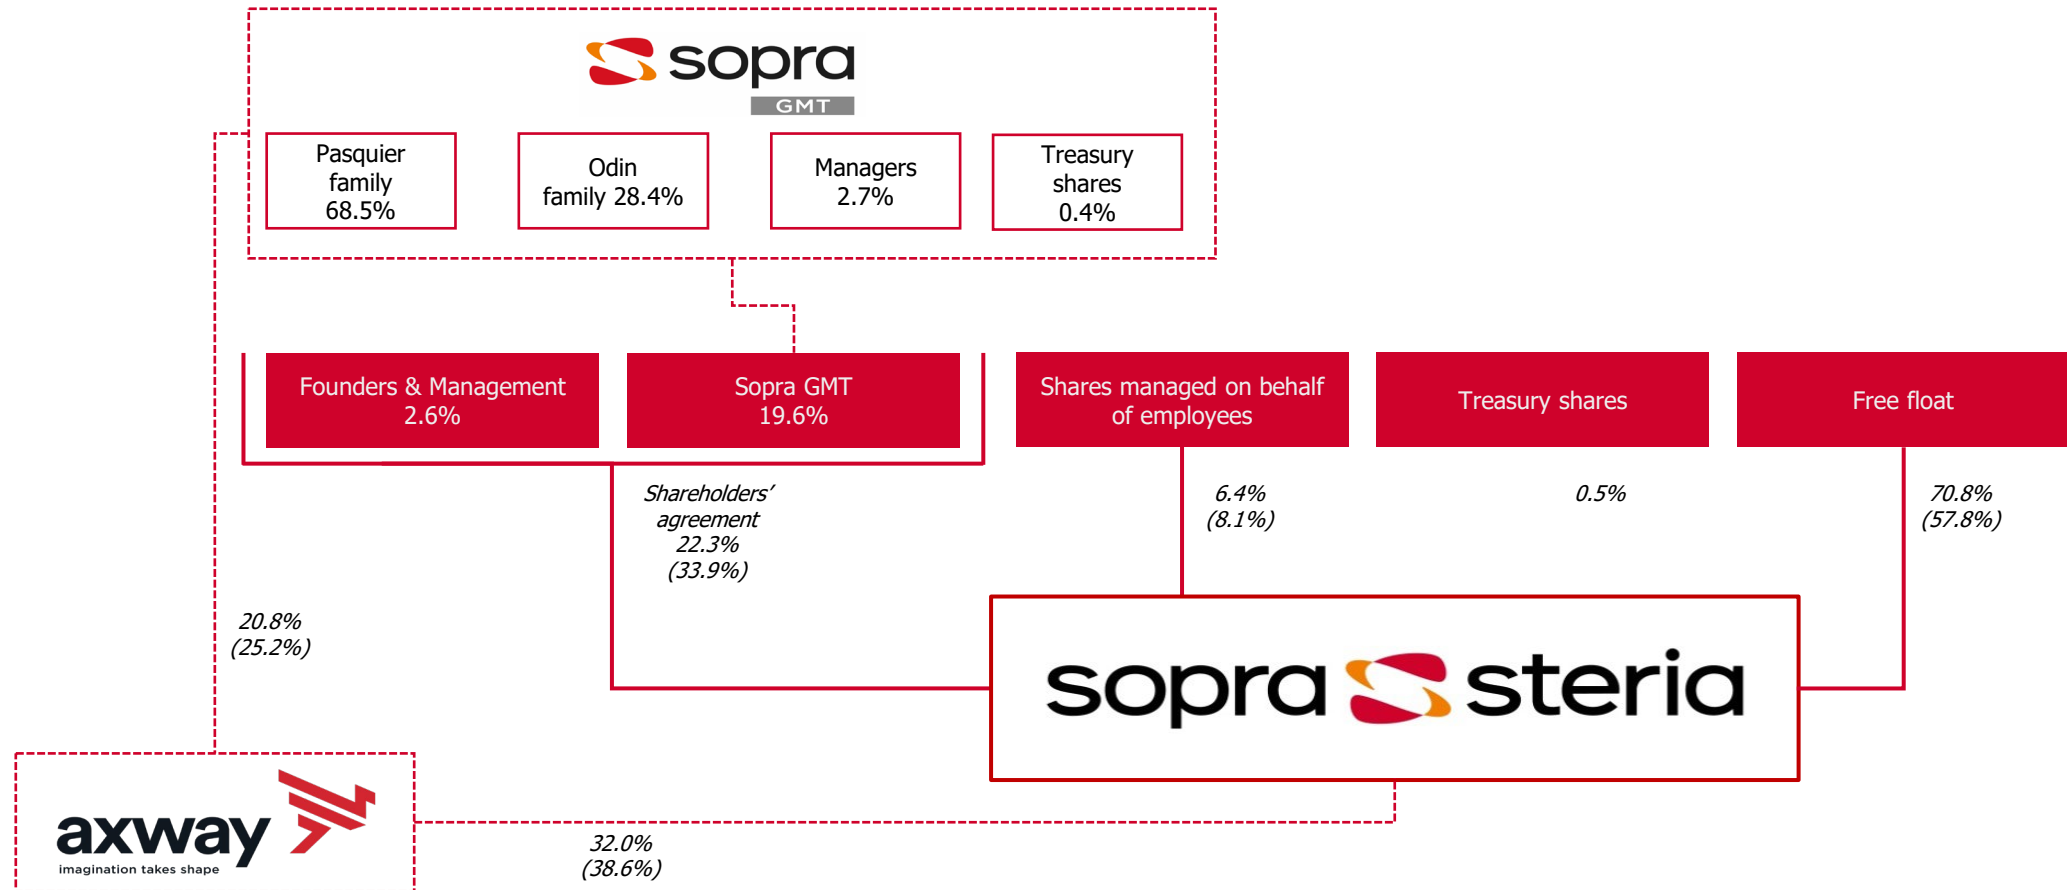 sopra
GMT
Pasquier
family
68.5%
Odin
family 28.4%
Managers
2.7%
Treasury
shares
0.4%
Founders & Management
2.6%
Sopra GMT
19.6%
Shares managed on behalf
of employees
Treasury shares
Free float
Shareholders’
agreement
22.3%
(33.9%)
6.4%
(8.1%)
0.5%
70.8%
(57.8%)
20.8%
(25.2%)
sopra steria
axway
imagination takes shape
32.0%
(38.6%)